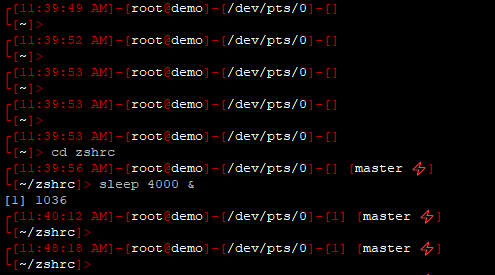 ┌[11:39:49 AM]-[root@demo]-[/dev/pts/0]-[]
└[~]>
┌[11:39:52 AM]-[root@demo]-[/dev/pts/0]-[]
└[~]>
┌[11:39:53 AM]-[root@demo]-[/dev/pts/0]-[]
└[~]>
┌[11:39:53 AM]-[root@demo]-[/dev/pts/0]-[]
└[~]>
┌[11:39:53 AM]-[root@demo]-[/dev/pts/0]-[]
└[~]> cd zshrc
┌[11:39:56 AM]-[root@demo]-[/dev/pts/0]-[] [master ⚡]
└[~/zshrc]> sleep 4000 &
[1] 1036
┌[11:40:12 AM]-[root@demo]-[/dev/pts/0]-[1] [master ⚡]
└[~/zshrc]>
┌[11:48:18 AM]-[root@demo]-[/dev/pts/0]-[1] [master ⚡]
└[~/zshrc]>